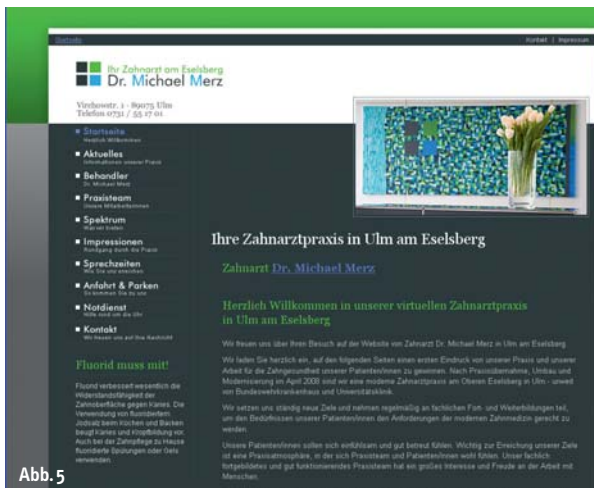 Startseite
Kontakt | Impressum
Ihr Zahnarzt am Eselsberg
Dr. Michael Merz
Virchowstr. 1 - 89075 Ulm
Telefon 0731 / 55 17 01
Startseite
Herzlich Willkommen
Aktuelles
Informationen unserer Praxis
Behandler
Dr. Michael Merz
Praxisteam
Unsere Mitarbeiterinnen
Spektrum
Was wir bieten
Impressionen
Rundgang durch die Praxis
Sprechzeiten
Wie Sie uns erreichen
Anfahrt & Parken
So kommen Sie zu uns
Notdienst
Hilfe rund um die Uhr
Kontakt
Wir freuen uns auf Ihre Nachricht
Fluorid muss mit!
Fluorid verbessert wesentlich die
Widerstandsfähigkeit der
Zahnoberfläche gegen Karies. Die
Verwendung von fluoridiertem
Jodsalz beim Kochen und Backen
beugt Karies und Kropfbildung vor.
Auch bei der Zahnpflege zu Hause
fluoridierte Spülungen oder Gels
verwenden.
Ihre Zahnarztpraxis in Ulm am Eselsberg
Zahnarzt Dr. Michael Merz
Herzlich Willkommen in unserer virtuellen Zahnarztpraxis
in Ulm am Eselsberg
Wir freuen uns über Ihren Besuch auf der Website von Zahnarzt Dr. Michael Merz in Ulm am Eselsberg.
Wir laden Sie herzlich ein, auf den folgenden Seiten einen ersten Eindruck von unserer Praxis und unserer
Arbeit für die Zahngesundheit unserer Patienten/innen zu gewinnen. Nach Praxisübernahme, Umbau und
Modernisierung im April 2008 sind wir eine moderne Zahnarztpraxis am Oberen Eselsberg in Ulm - unweit
von Bundeswehrkrankenhaus und Universitätsklinik.
Wir setzen uns ständig neue Ziele und nehmen regelmäßig an fachlichen Fort- und Weiterbildungen teil,
um den Bedürfnissen unserer Patienten/innen den Anforderungen der modernen Zahnmedizin gerecht zu
werden.
Unsere Patienten/innen sollen sich einfühlsam und gut betreut fühlen. Wichtig zur Erreichung unserer Ziele
ist eine Praxisatmosphäre, in der sich Praxisteam und Patienten/innen wohl fühlen. Unser fachlich
fortgebildetes und gut funktionierendes Praxisteam hat ein großes Interesse und Freude an der Arbeit mit
Menschen.
Abb. 5